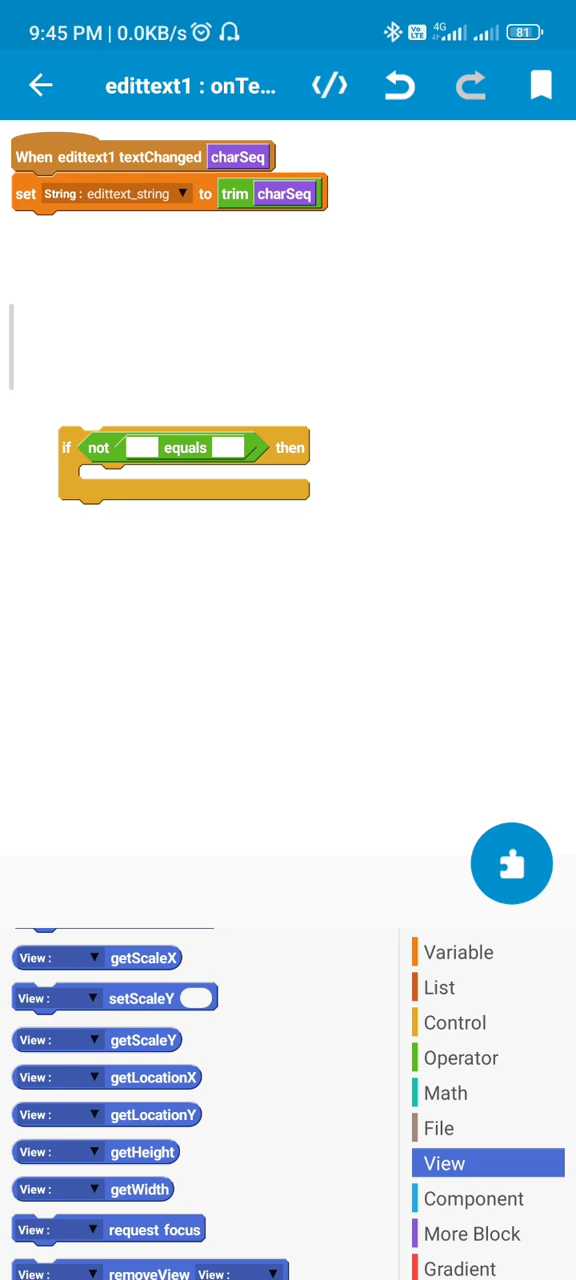 9:45 PM | 0.0KB/s Vo LTE 4G 81
edittext1 : onTe...
When edittext1 textChanged charSeq
set String : edittext_string to trim charSeq
if not equals then
View : getScaleX
View : setScaleY
View : getScaleY
View : getLocationX
View : getLocationY
View : getHeight
View : getWidth
View : request focus
View : removeView View :
Variable
List
Control
Operator
Math
File
View
Component
More Block
Gradient